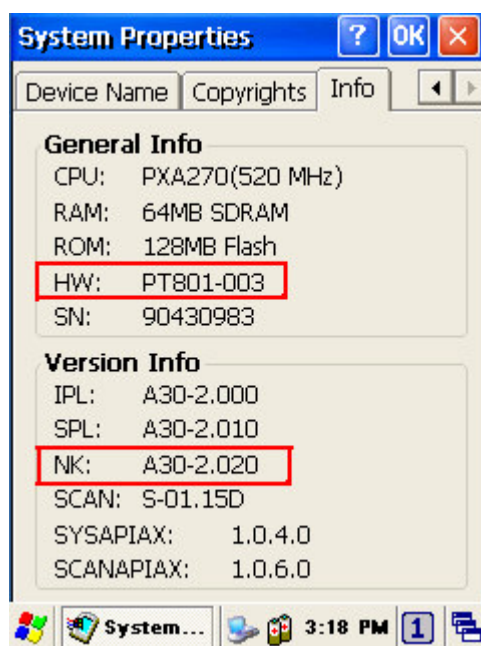 System Properties ? OK
Device Name Copyrights Info
General Info
CPU: PXA270(520 MHz)
RAM: 64MB SDRAM
ROM: 128MB Flash
HW: PT801-003
SN: 90430983
Version Info
IPL: A30-2.000
SPL: A30-2.010
NK: A30-2.020
SCAN: S-01.15D
SYSAPIAX: 1.0.4.0
SCANAPIAX: 1.0.6.0
System... 3:18 PM 1